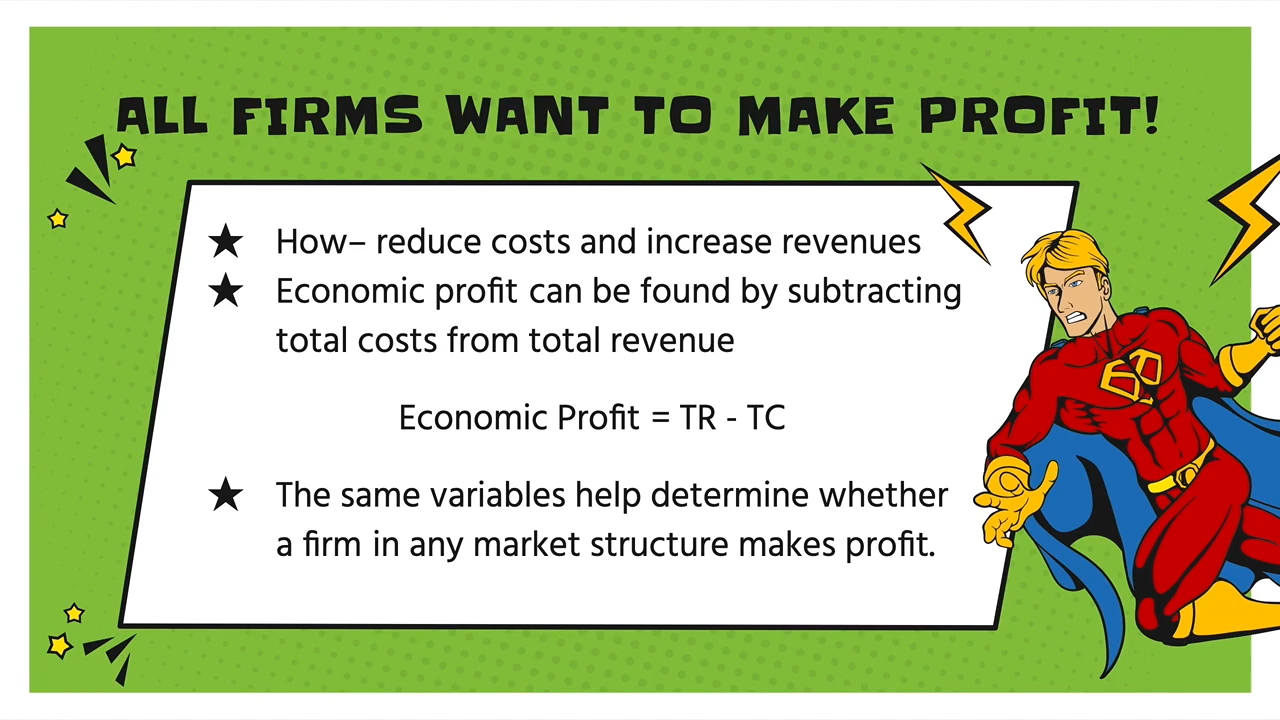 ALL FIRMS WANT TO MAKE PROFIT!
★ How– reduce costs and increase revenues
★ Economic profit can be found by subtracting
total costs from total revenue
Economic Profit = TR - TC
★ The same variables help determine whether
a firm in any market structure makes profit.